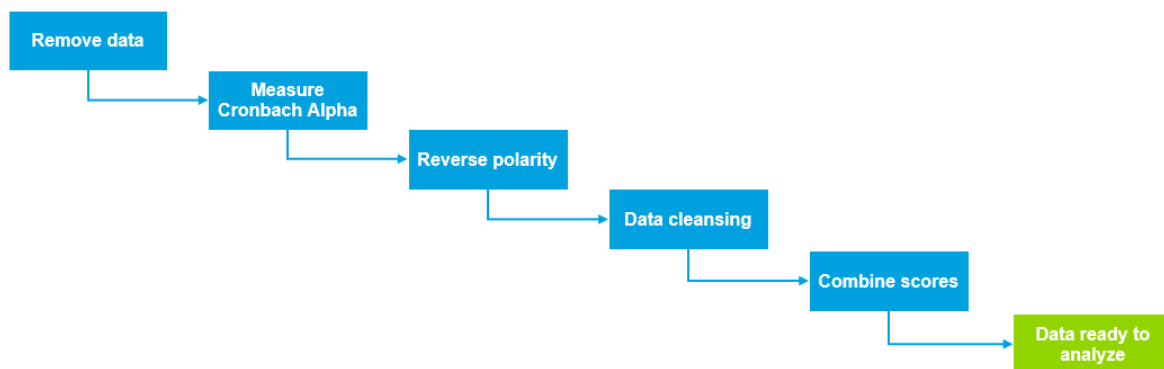 Remove data
Measure
Cronbach Alpha
Reverse polarity
Data cleansing
Combine scores
Data ready to
analyze